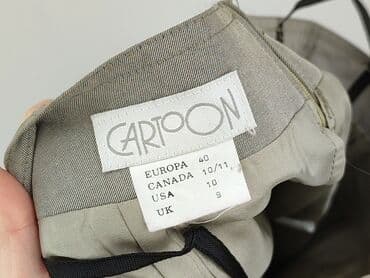 CARTOON
EUROPA 40
CANADA 10/11
USA 10
UK 8